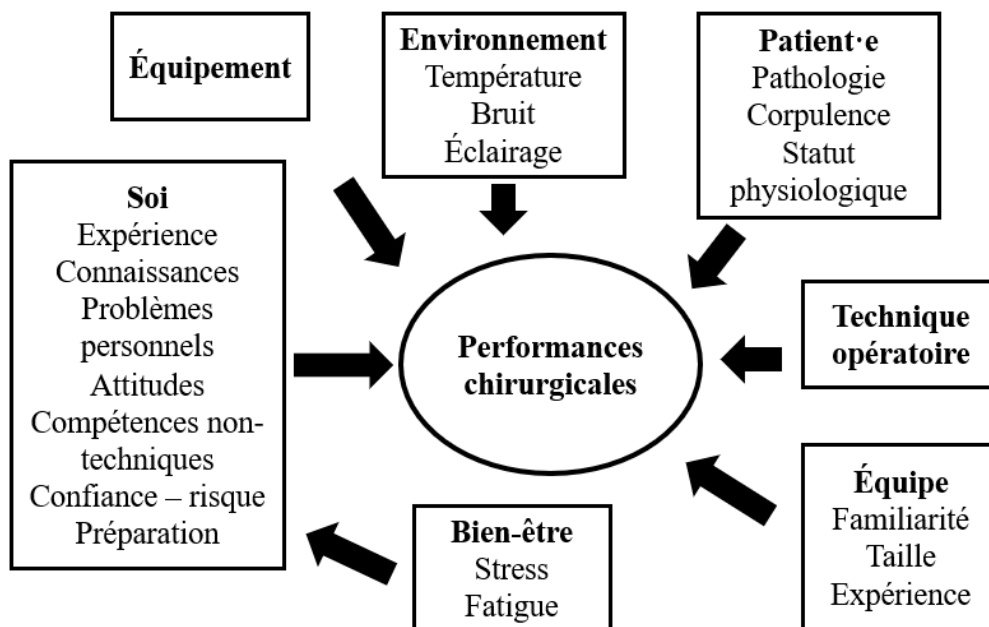 Équipement
Environnement
Température
Bruit
Éclairage
Patient·e
Pathologie
Corpulence
Statut
physiologique
Soi
Expérience
Connaissances
Problèmes
personnels
Attitudes
Compétences non-
techniques
Confiance – risque
Préparation
Performances
chirurgicales
Technique
opératoire
Bien-être
Stress
Fatigue
Équipe
Familiarité
Taille
Expérience